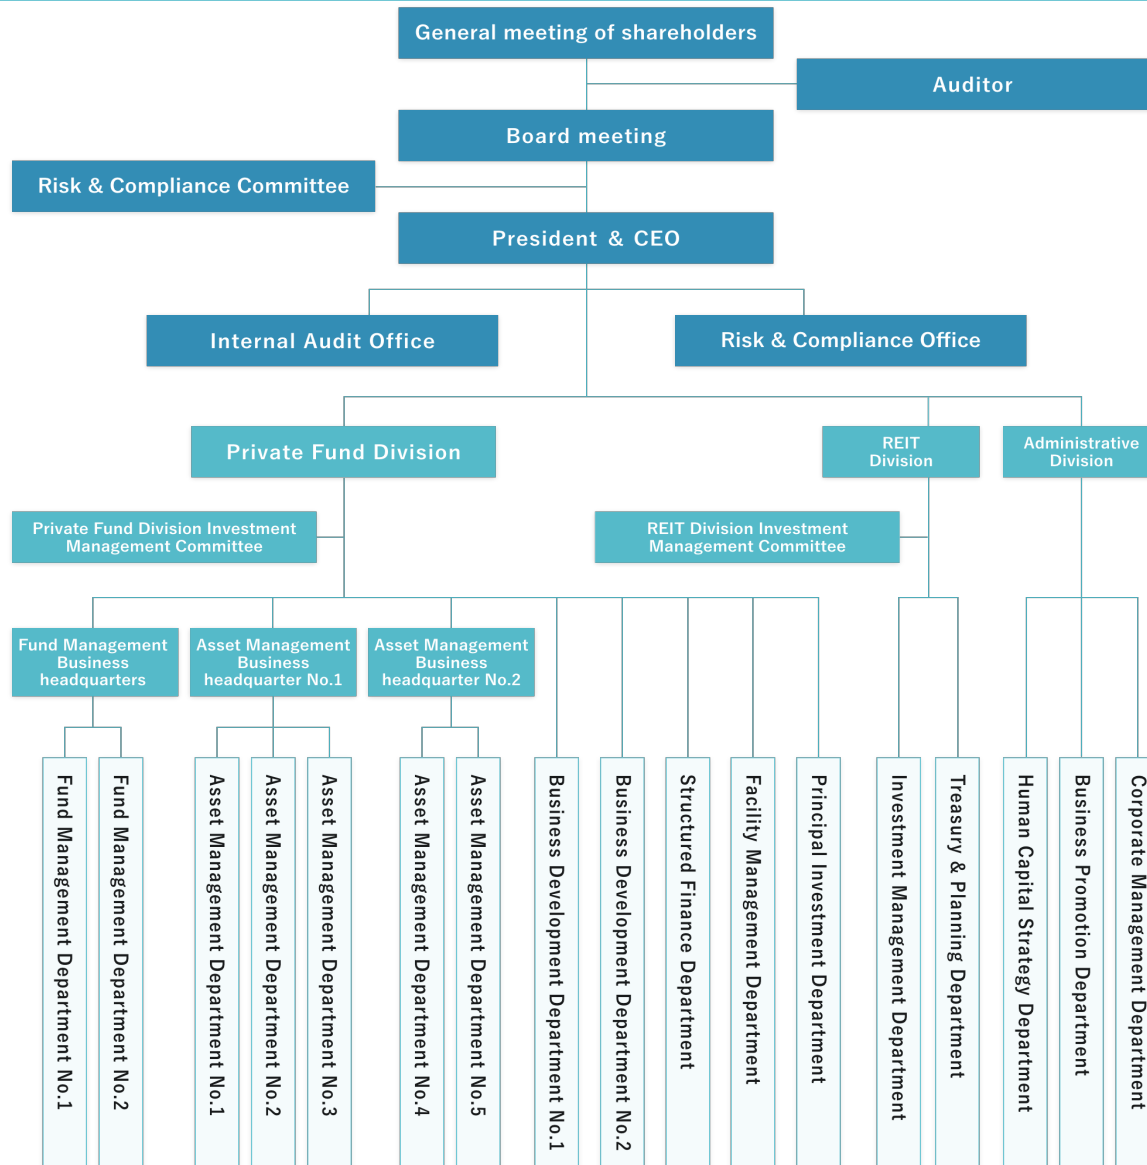 General meeting of shareholders
Auditor
Board meeting
Risk & Compliance Committee
President & CEO
Internal Audit Office
Risk & Compliance Office
Private Fund Division
REIT
Division
Administrative
Division
Private Fund Division Investment
Management Committee
REIT Division Investment
Management Committee
Fund Management
Business
headquarters
Asset Management
Business
headquarter No.1
Asset Management
Business
headquarter No.2
Fund Management Department No.1
Fund Management Department No.2
Asset Management Department No.1
Asset Management Department No.2
Asset Management Department No.3
Asset Management Department No.4
Asset Management Department No.5
Business Development Department No.1
Business Development Department No.2
Structured Finance Department
Facility Management Department
Principal Investment Department
Investment Management Department
Treasury & Planning Department
Human Capital Strategy Department
Business Promotion Department
Corporate Management Department